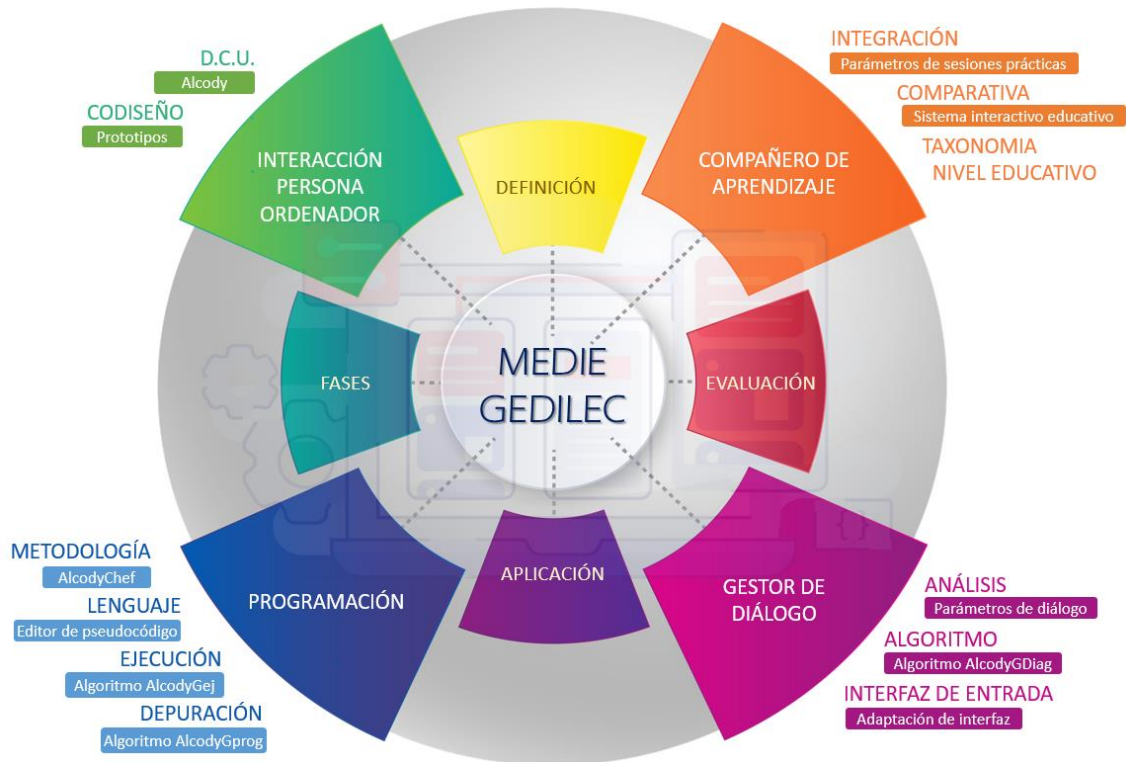 D.C.U.
Alcody
CODISEÑO
Prototipos
INTERACCIÓN
PERSONA
ORDENADOR
DEFINICIÓN
COMPAÑERO DE
APRENDIZAJE
INTEGRACIÓN
Parámetros de sesiones prácticas
COMPARATIVA
Sistema interactivo educativo
TAXONOMIA
NIVEL EDUCATIVO
FASES
MEDIE
GEDILEC
EVALUACIÓN
METODOLOGÍA
AlcodyChef
LENGUAJE
Editor de pseudocódigo
EJECUCIÓN
Algoritmo AlcodyGej
DEPURACIÓN
Algoritmo AlcodyGprog
PROGRAMACIÓN
APLICACIÓN
GESTOR DE
DIÁLOGO
ANÁLISIS
Parámetros de diálogo
ALGORITMO
Algoritmo AlcodyGDiag
INTERFAZ DE ENTRADA
Adaptación de interfaz